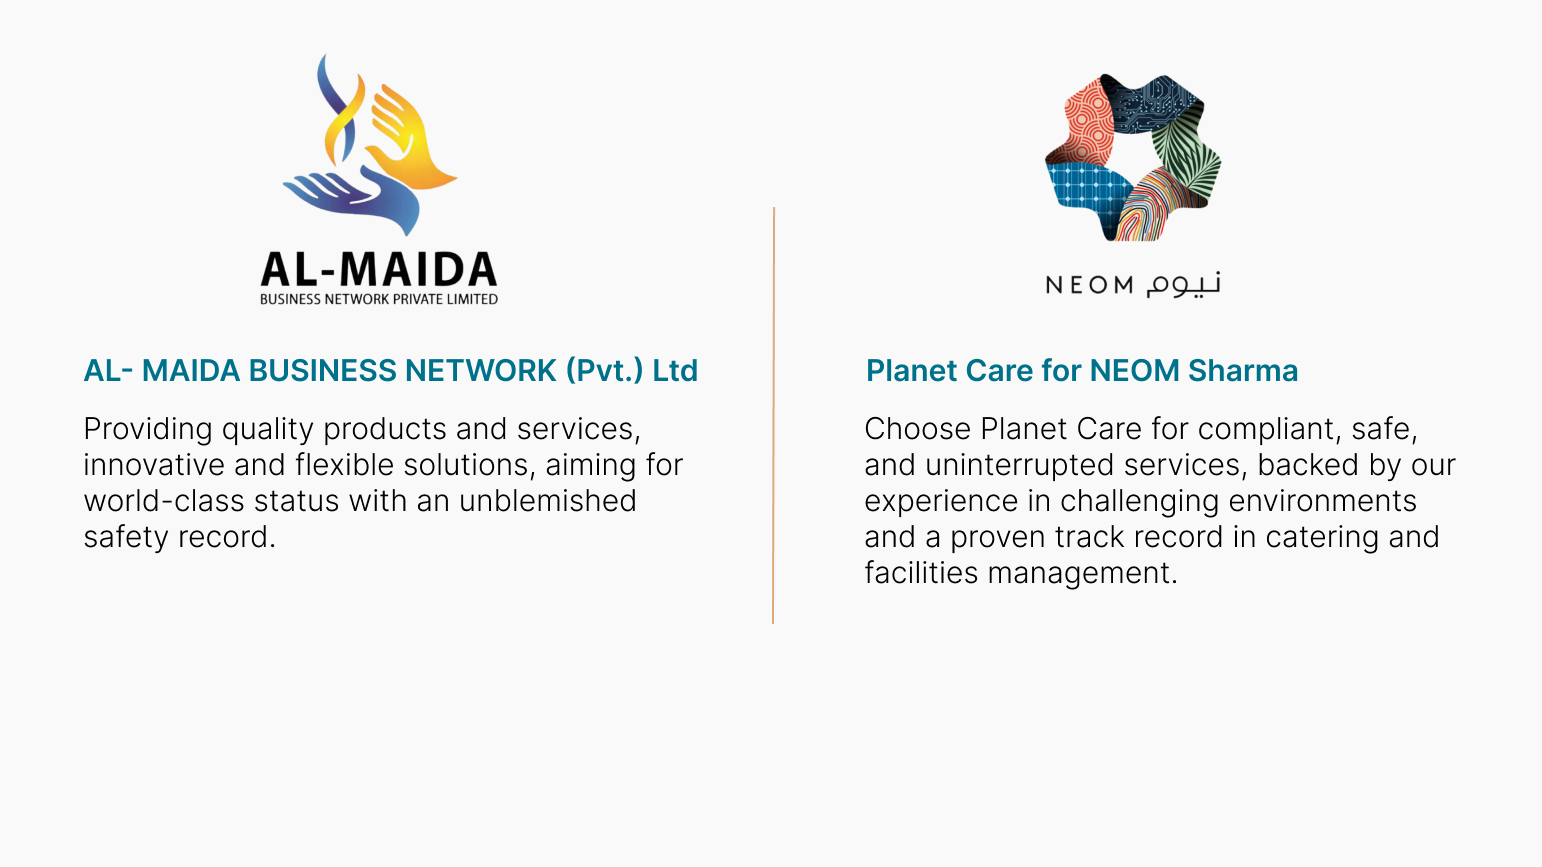 AL-MAIDA
BUSINESS NETWORK PRIVATE LIMITED
AL- MAIDA BUSINESS NETWORK (Pvt.) Ltd
Providing quality products and services,
innovative and flexible solutions, aiming for
world-class status with an unblemished
safety record.
NEOM نيوم
Planet Care for NEOM Sharma
Choose Planet Care for compliant, safe,
and uninterrupted services, backed by our
experience in challenging environments
and a proven track record in catering and
facilities management.